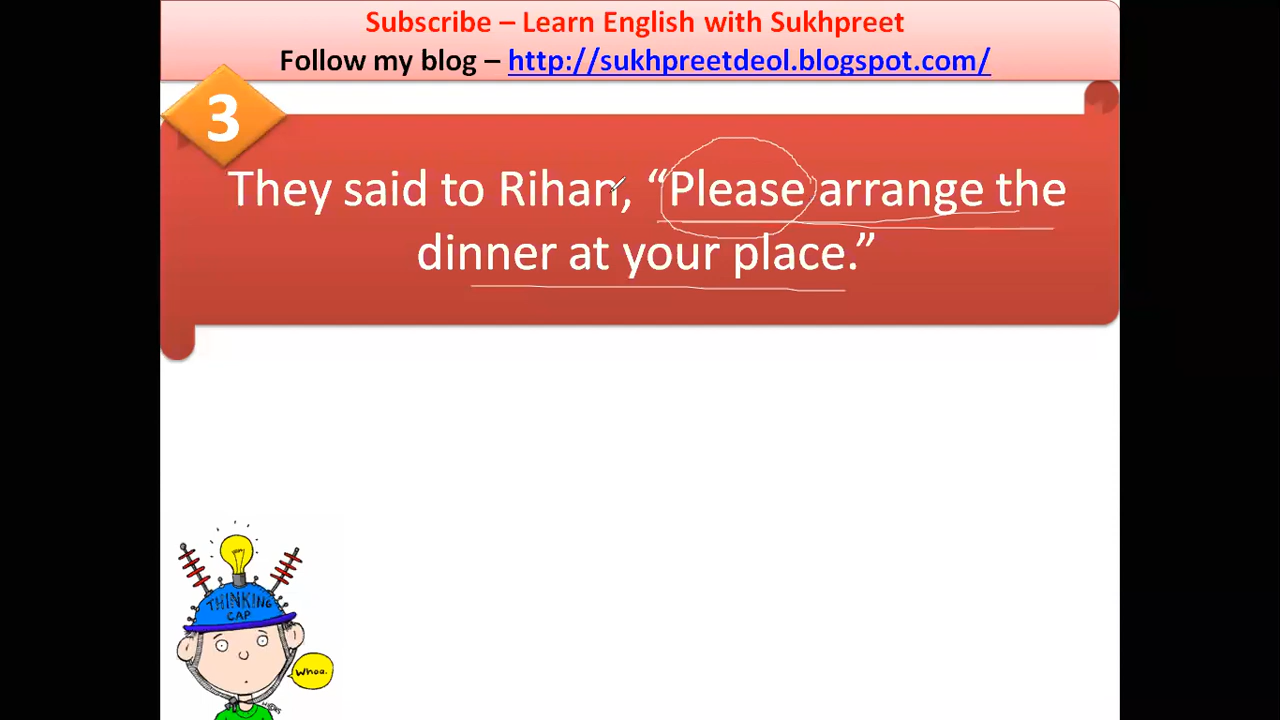 Subscribe – Learn English with Sukhpreet
Follow my blog – http://sukhpreetdeol.blogspot.com/
3
They said to Rihan, “Please arrange the
dinner at your place.”
THINKING
CAP
Whoa.